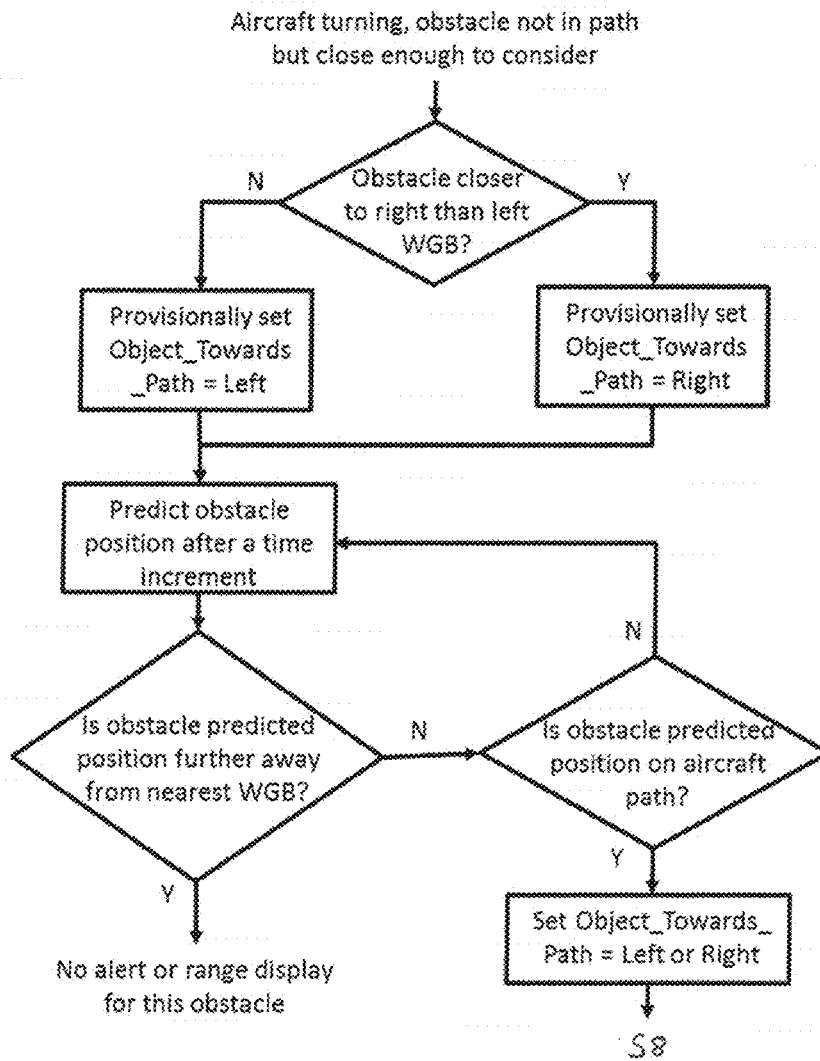 Aircraft turning, obstacle not in path
but close enough to consider
N
Obstacle closer
to right than left
WGB?
Y
Provisionally set
Object_Towards
_Path = Left
Provisionally set
Object_Towards
_Path = Right
Predict obstacle
position after a time
increment
N
Is obstacle predicted
position further away
from nearest WGB?
N
Is obstacle predicted
position on aircraft
path?
Y
Y
No alert or range display
for this obstacle
Set Object_Towards_
Path = Left or Right
S8